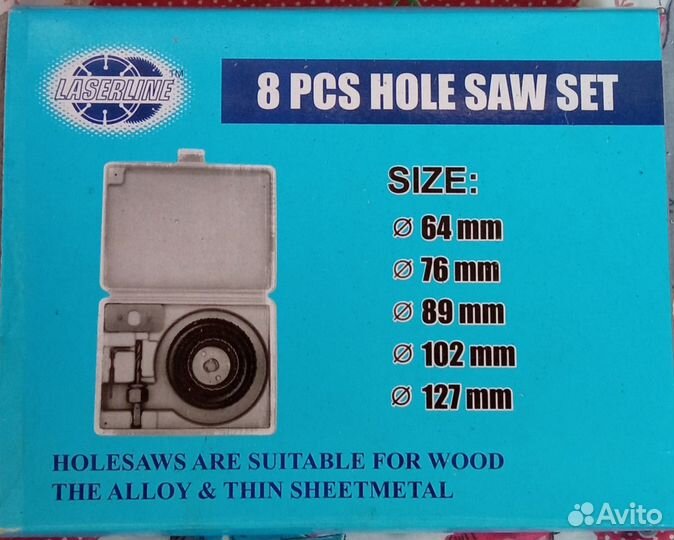 LASERLINE TM
8 PCS HOLE SAW SET
SIZE:
⌀ 64 mm
⌀ 76 mm
⌀ 89 mm
⌀ 102 mm
⌀ 127 mm
HOLESAWS ARE SUITABLE FOR WOOD
THE ALLOY & THIN SHEETMETAL
Avito